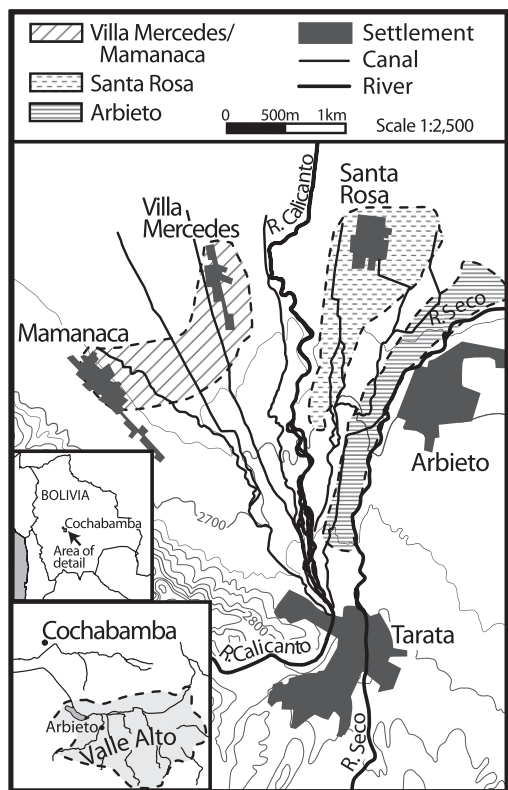 Villa Mercedes/
Mamanaca
Santa Rosa
Arbieto
Settlement
Canal
River
0 500m 1km
Scale 1:2,500
Santa
Rosa
R. Calicanto
Villa
Mercedes
R. Seco
Mamanaca
Arbieto
BOLIVIA
Cochabamba
Area of
detail
2700
2800
R. Calicanto
Tarata
R. Seco
Cochabamba
Arbieto
Valle Alto